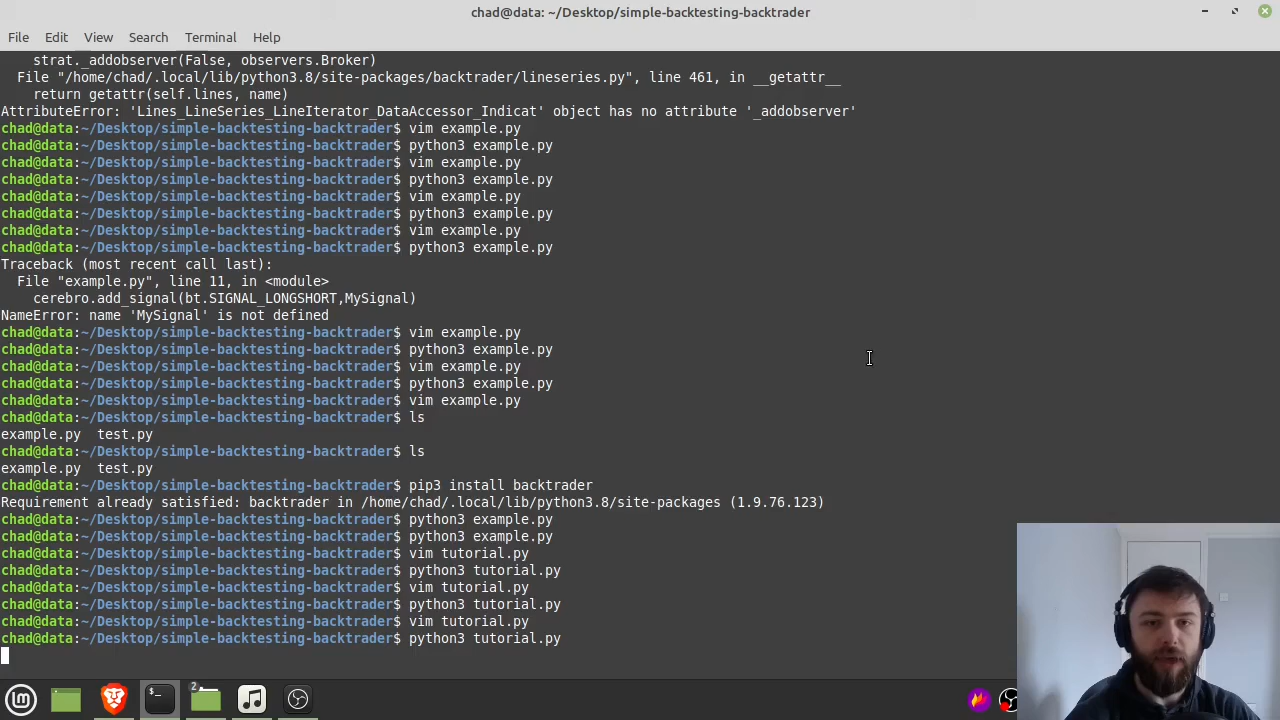 chad@data: ~/Desktop/simple-backtesting-backtrader
File Edit View Search Terminal Help
strat._addobserver(False, observers.Broker)
File "/home/chad/.local/lib/python3.8/site-packages/backtrader/lineseries.py", line 461, in __getattr__
return getattr(self.lines, name)
AttributeError: 'Lines_LineSeries_LineIterator_DataAccessor_Indicat' object has no attribute '_addobserver'
chad@data:~/Desktop/simple-backtesting-backtrader$ vim example.py
chad@data:~/Desktop/simple-backtesting-backtrader$ python3 example.py
chad@data:~/Desktop/simple-backtesting-backtrader$ vim example.py
chad@data:~/Desktop/simple-backtesting-backtrader$ python3 example.py
chad@data:~/Desktop/simple-backtesting-backtrader$ vim example.py
chad@data:~/Desktop/simple-backtesting-backtrader$ python3 example.py
chad@data:~/Desktop/simple-backtesting-backtrader$ vim example.py
chad@data:~/Desktop/simple-backtesting-backtrader$ python3 example.py
Traceback (most recent call last):
File "example.py", line 11, in <module>
cerebro.add_signal(bt.SIGNAL_LONGSHORT,MySignal)
NameError: name 'MySignal' is not defined
chad@data:~/Desktop/simple-backtesting-backtrader$ vim example.py
chad@data:~/Desktop/simple-backtesting-backtrader$ python3 example.py
chad@data:~/Desktop/simple-backtesting-backtrader$ vim example.py
chad@data:~/Desktop/simple-backtesting-backtrader$ python3 example.py
chad@data:~/Desktop/simple-backtesting-backtrader$ vim example.py
chad@data:~/Desktop/simple-backtesting-backtrader$ ls
example.py test.py
chad@data:~/Desktop/simple-backtesting-backtrader$ ls
example.py test.py
chad@data:~/Desktop/simple-backtesting-backtrader$ pip3 install backtrader
Requirement already satisfied: backtrader in /home/chad/.local/lib/python3.8/site-packages (1.9.76.123)
chad@data:~/Desktop/simple-backtesting-backtrader$ python3 example.py
chad@data:~/Desktop/simple-backtesting-backtrader$ python3 example.py
chad@data:~/Desktop/simple-backtesting-backtrader$ vim tutorial.py
chad@data:~/Desktop/simple-backtesting-backtrader$ python3 tutorial.py
chad@data:~/Desktop/simple-backtesting-backtrader$ vim tutorial.py
chad@data:~/Desktop/simple-backtesting-backtrader$ python3 tutorial.py
chad@data:~/Desktop/simple-backtesting-backtrader$ vim tutorial.py
chad@data:~/Desktop/simple-backtesting-backtrader$ python3 tutorial.py
2
$_